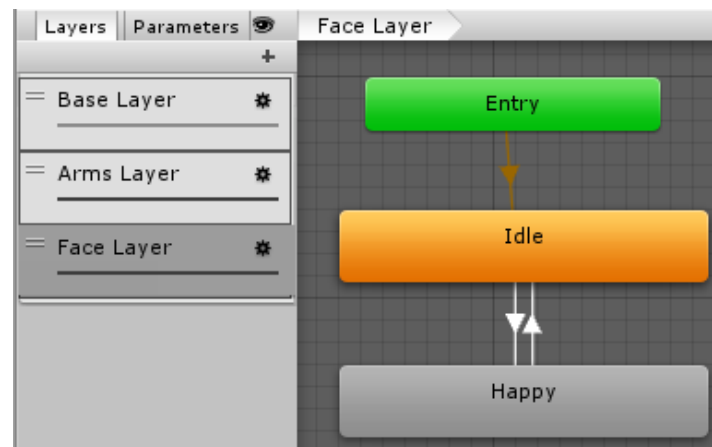 Layers
Parameters
Face Layer
Base Layer
Arms Layer
Face Layer
Entry
Idle
Happy